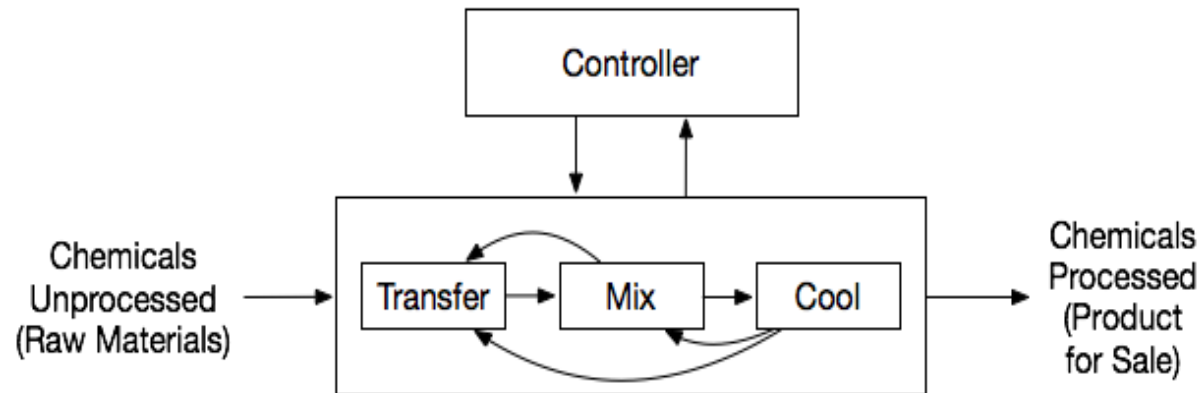 Controller
Chemicals
Unprocessed
(Raw Materials)
Transfer
Mix
Cool
Chemicals
Processed
(Product
for Sale)